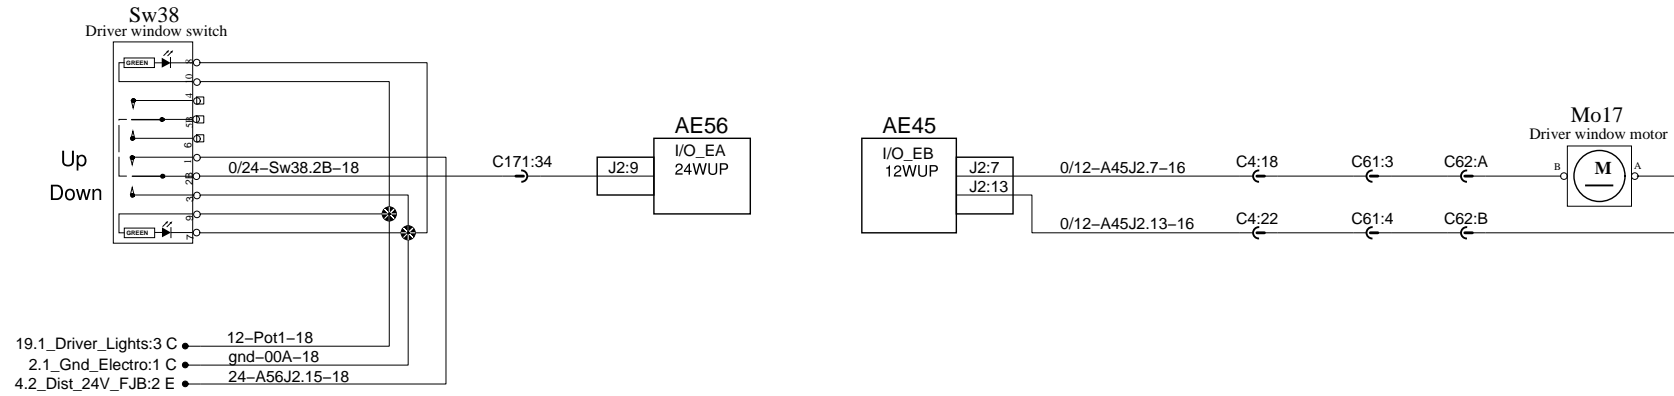 Sw38
Driver window switch
GREEN
8
10
4
5B
6
1
2B
3
9
7
GREEN
Up
Down
0/24-Sw38.2B-18
C171:34
J2:9
AE56
I/O_EA
24WUP
AE45
I/O_EB
12WUP
J2:7
J2:13
0/12-A45J2.7-16
C4:18
C61:3
C62:A
0/12-A45J2.13-16
C4:22
C61:4
C62:B
Mo17
Driver window motor
B
M
A
19.1_Driver_Lights:3 C
12-Pot1-18
2.1_Gnd_Electro:1 C
gnd-00A-18
4.2_Dist_24V_FJB:2 E
24-A56J2.15-18